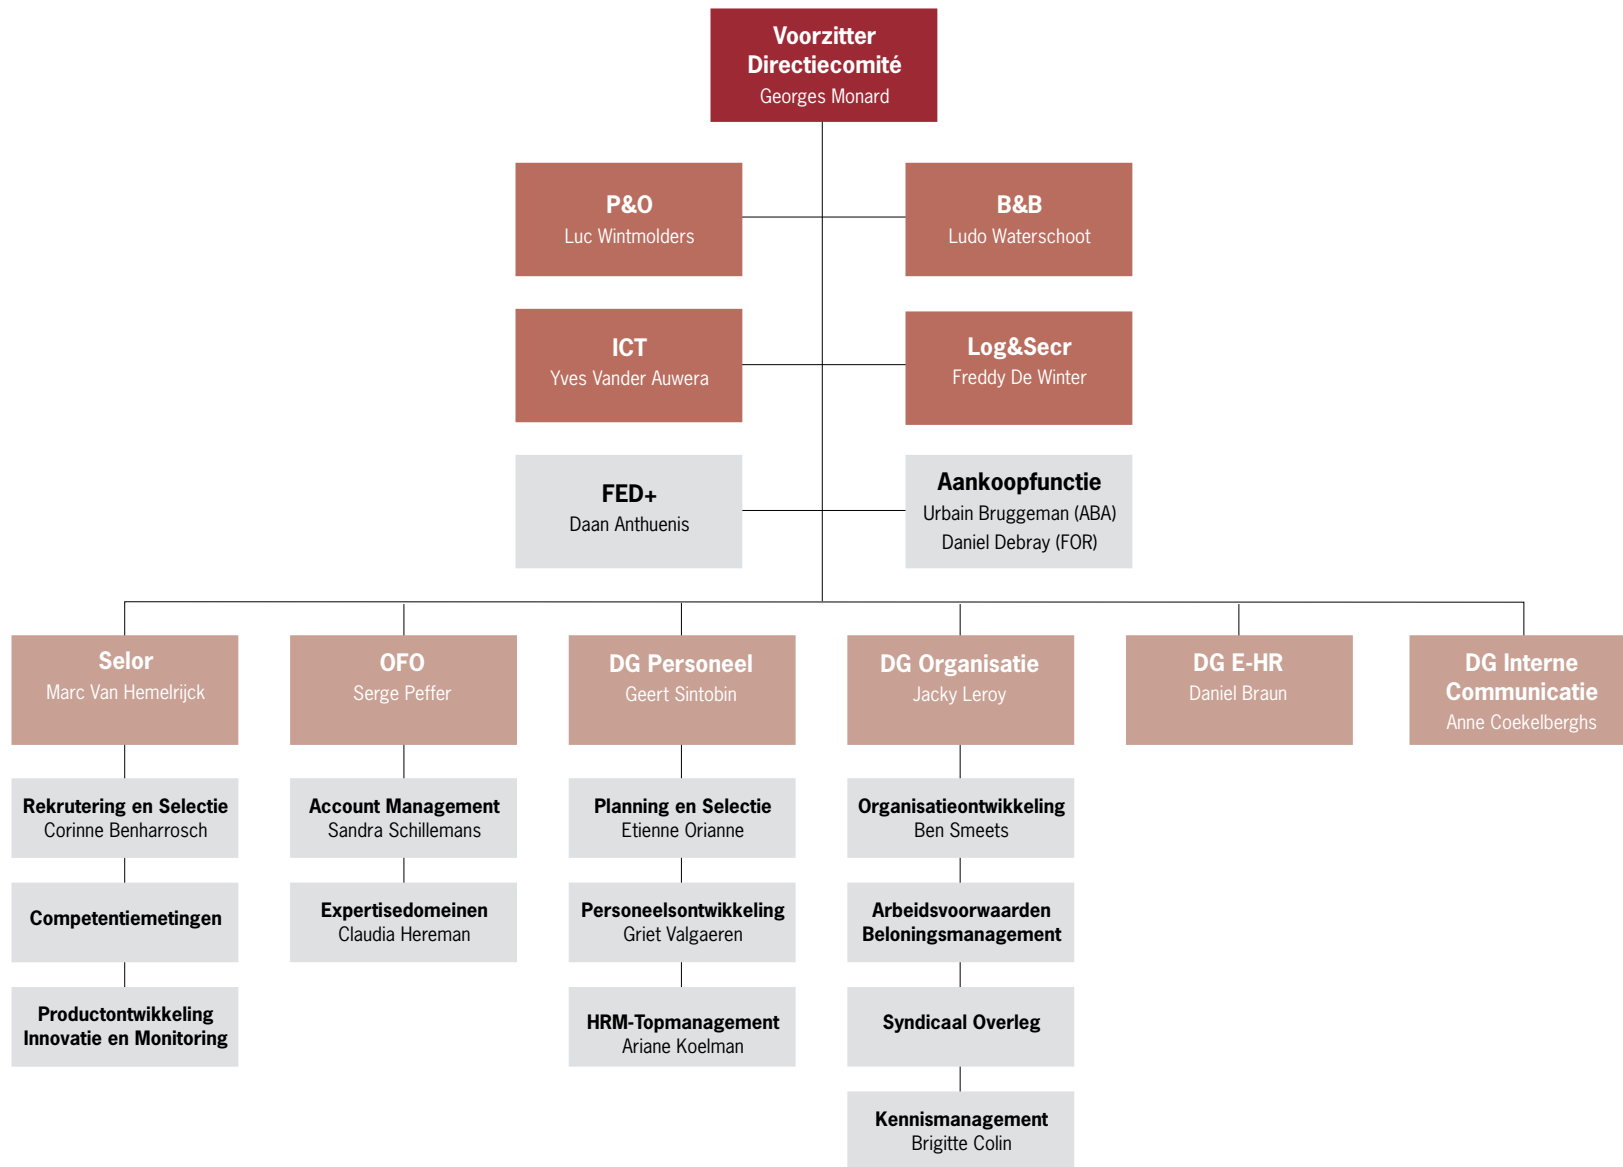 Voorzitter
Directiecomité
Georges Monard
P&O
Luc Wintmolders
B&B
Ludo Waterschoot
ICT
Yves Vander Auwera
Log&Secr
Freddy De Winter
FED+
Daan Anthuenis
Aankoopfunctie
Urbain Bruggeman (ABA)
Daniel Debray (FOR)
Selor
Marc Van Hemelrijck
OFO
Serge Peffer
DG Personeel
Geert Sintobin
DG Organisatie
Jacky Leroy
DG E-HR
Daniel Braun
DG Interne
Communicatie
Anne Coekelberghs
Rekrutering en Selectie
Corinne Benharrosch
Account Management
Sandra Schillemans
Planning en Selectie
Etienne Orianne
Organisatieontwikkeling
Ben Smeets
Competentiemetingen
Expertisedomeinen
Claudia Hereman
Personeelsontwikkeling
Griet Valgaeren
Arbeidsvoorwaarden
Beloningsmanagement
Productontwikkeling
Innovatie en Monitoring
HRM-Topmanagement
Ariane Koelman
Syndicaal Overleg
Kennismanagement
Brigitte Colin